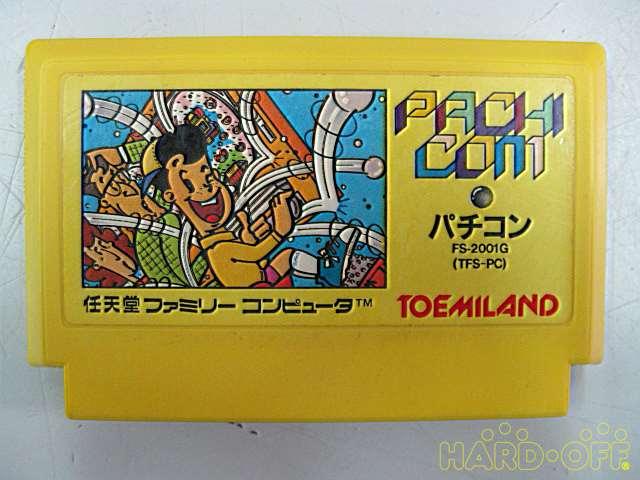 PACHI
COM
パチコン
FS-2001G
(TFS-PC)
任天堂 ファミリー コンピュータ™
TOEMILAND
HARD·OFF®